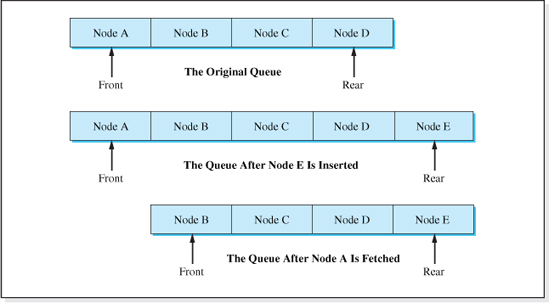 Node A Node B Node C Node D
Front Rear
The Original Queue
Node A Node B Node C Node D Node E
Front Rear
The Queue After Node E Is Inserted
Node B Node C Node D Node E
Front Rear
The Queue After Node A Is Fetched